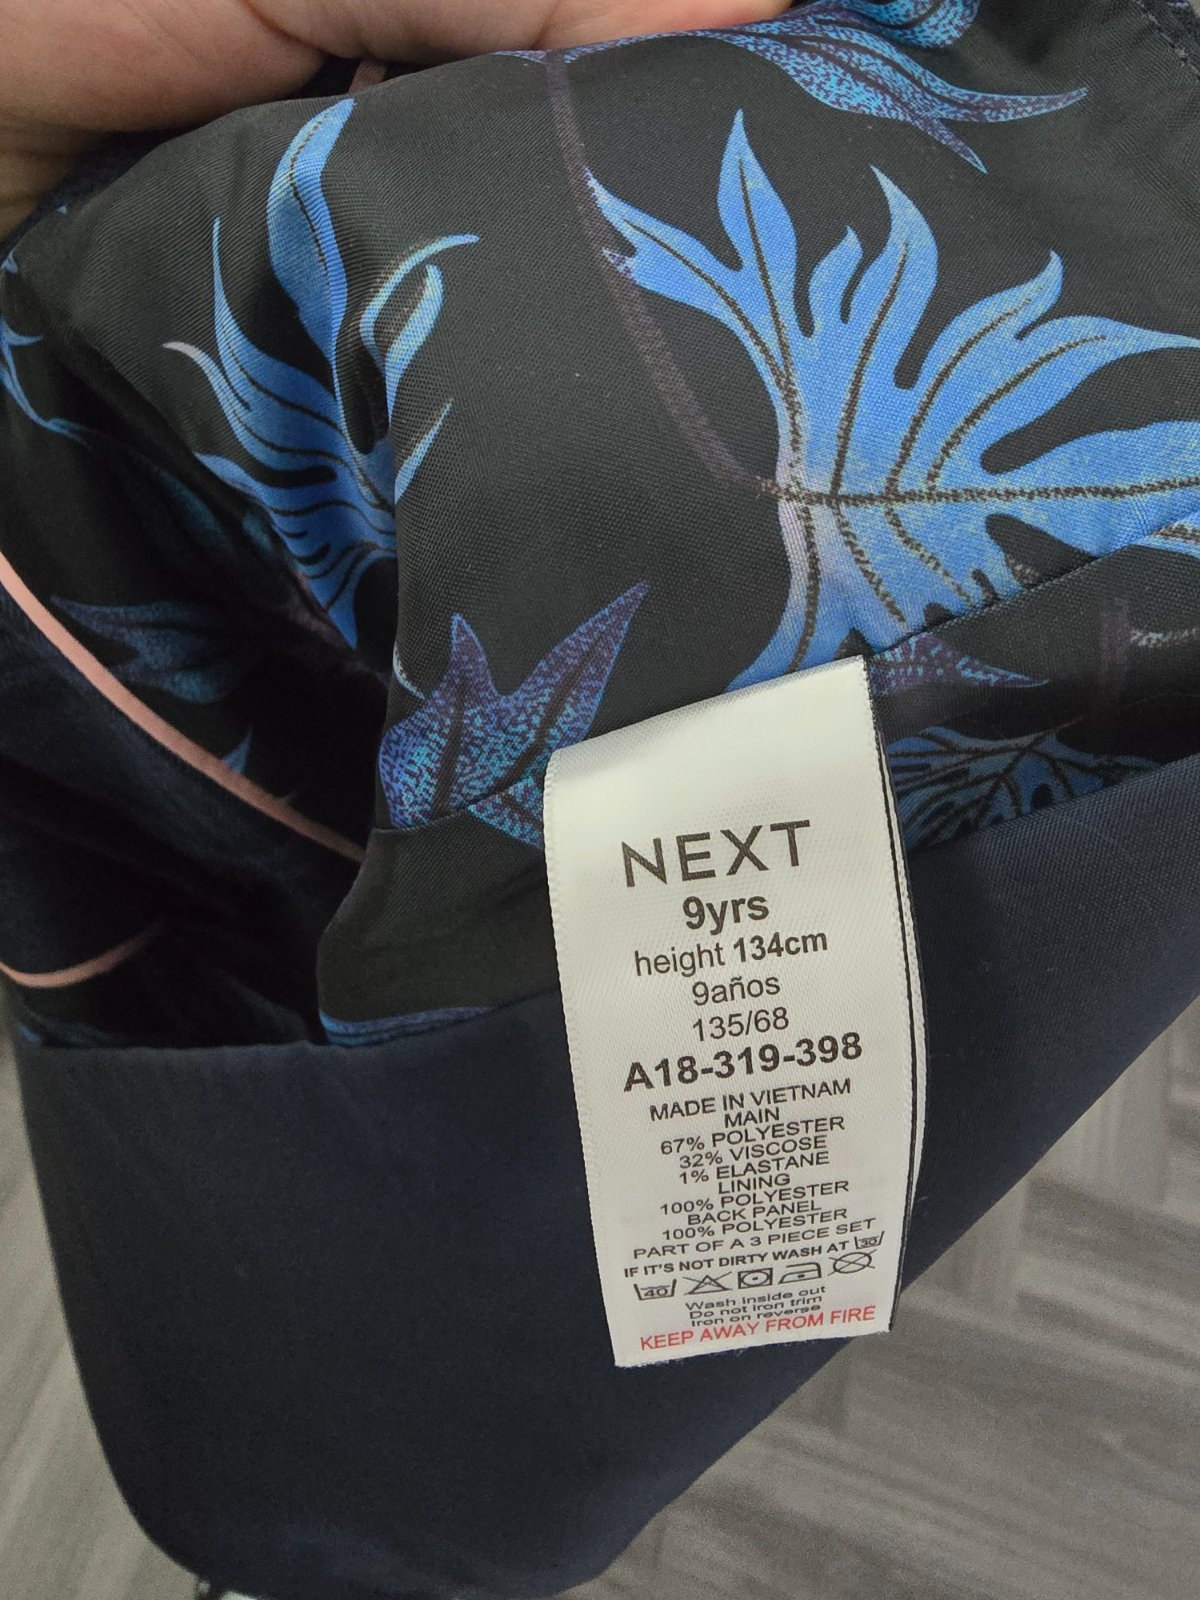 NEXT
9yrs
height 134cm
9años
135/68
A18-319-398
MADE IN VIETNAM
MAIN
67% POLYESTER
32% VISCOSE
1% ELASTANE
LINING
100% POLYESTER
BACK PANEL
100% POLYESTER
PART OF A 3 PIECE SET
IF IT'S NOT DIRTY WASH AT 30
40
Wash inside out
Do not iron trim
Iron on reverse
KEEP AWAY FROM FIRE